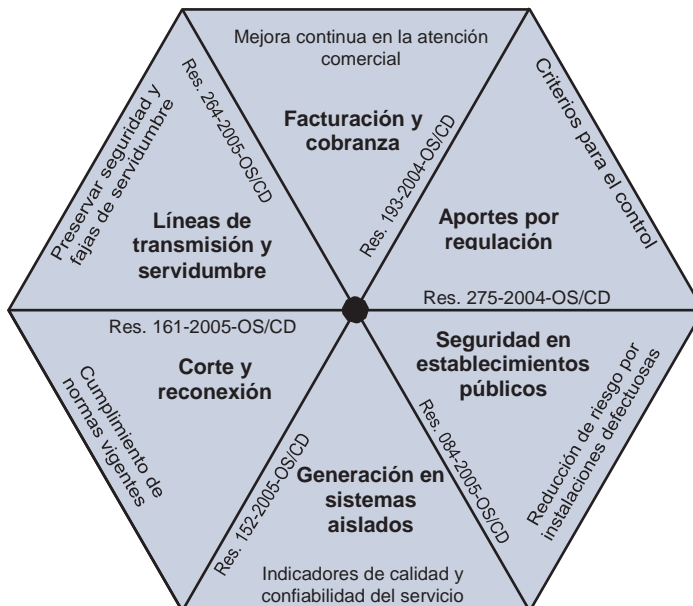 Mejora continua en la atención
comercial
Facturación y
cobranza
Res. 193-2004-OS/CD
Criterios para el control
Aportes por
regulación
Res. 275-2004-OS/CD
Seguridad en
establecimientos
públicos
Reducción de riesgo por
instalaciones defectuosas
Res. 084-2005-OS/CD
Generación en
sistemas
aislados
Indicadores de calidad y
confiabilidad del servicio
Res. 152-2005-OS/CD
Corte y
reconexión
Cumplimiento de
normas vigentes
Res. 161-2005-OS/CD
Líneas de
transmisión y
servidumbre
Preservar seguridad y
fajas de servidumbre
Res. 264-2005-OS/CD